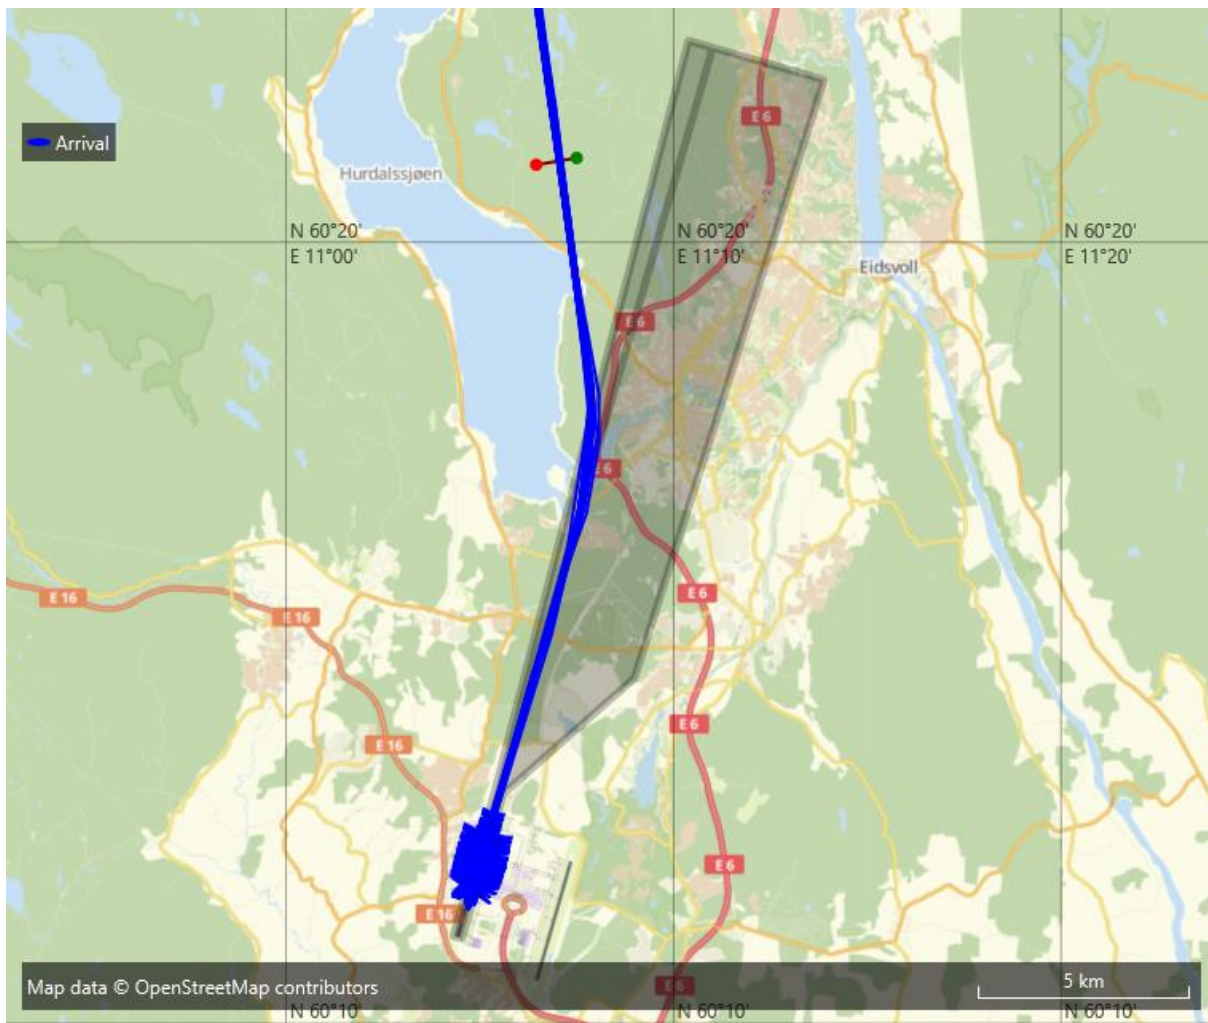 E 6
Arrival
Hurdalssjøen
N 60°20'
E 11°00'
N 60°20'
E 11°10'
N 60°20'
E 11°20'
Eidsvoll
E 6
E 6
E 6
E 16
E 16
E 6
E 16
E 6
E 16
5 km
Map data © OpenStreetMap contributors
E 6
N 60°10'
N 60°10'
N 60°10'